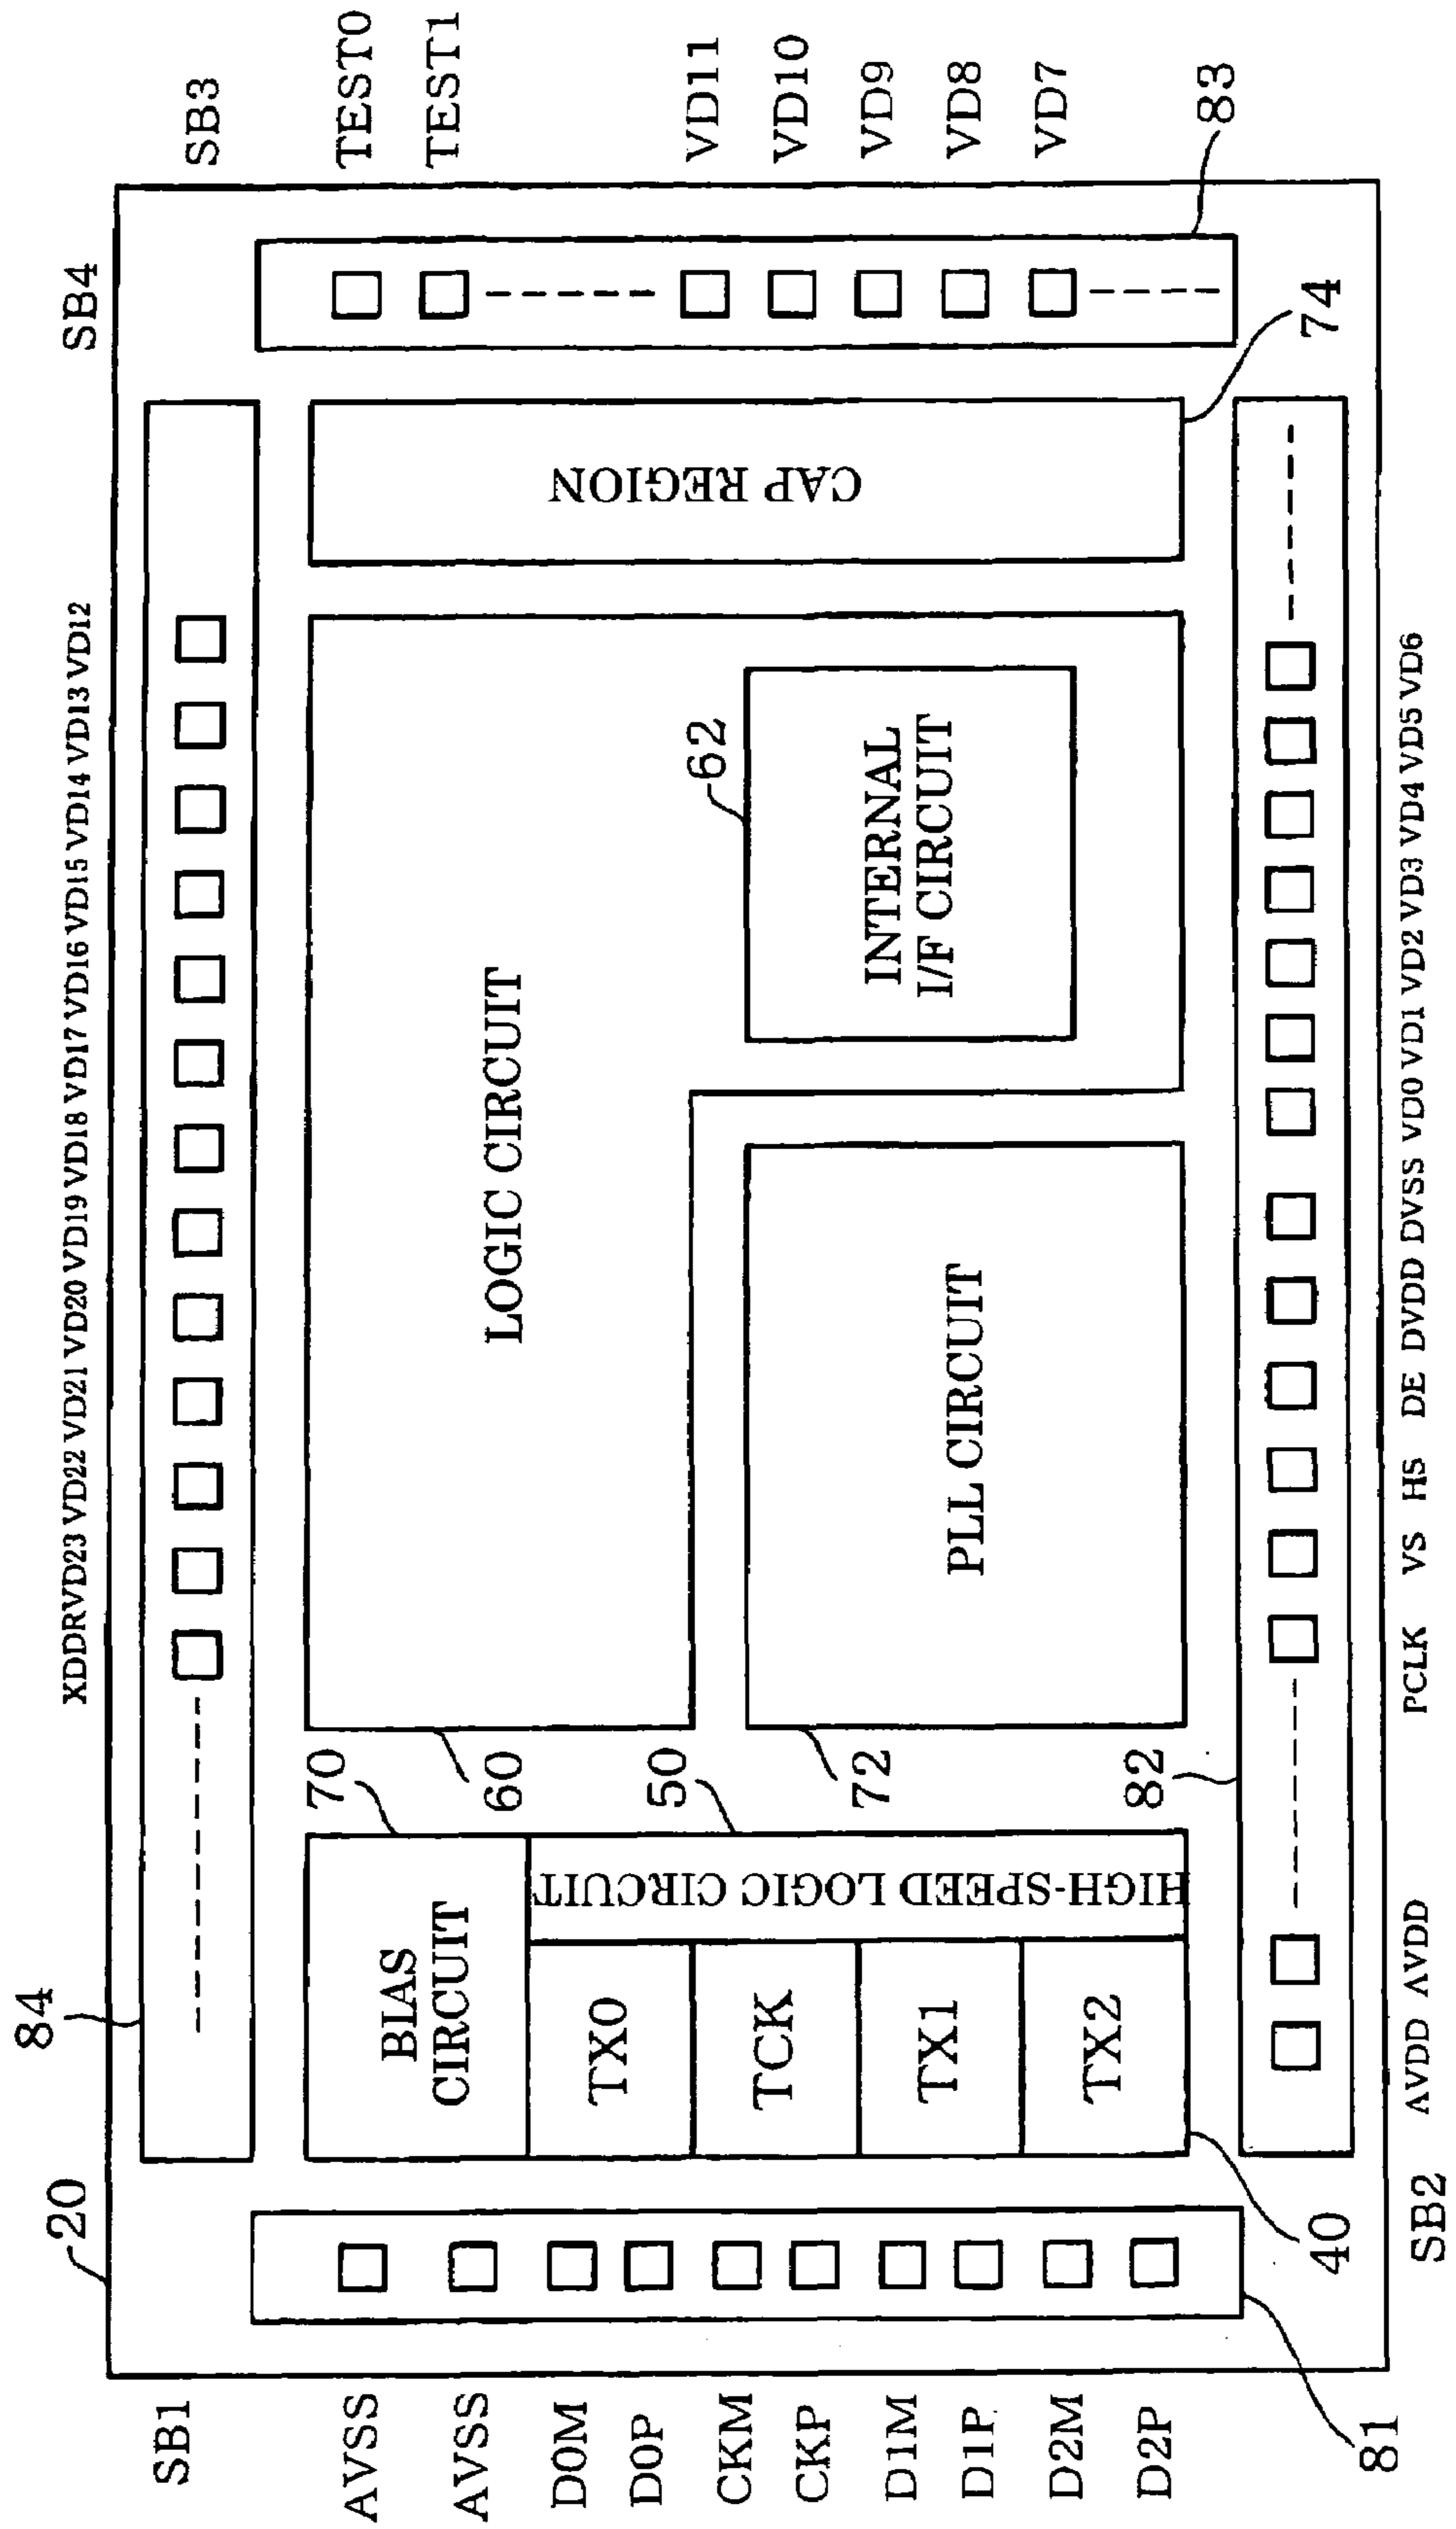 20
84
SB4
XDDR VD23 VD22 VD21 VD20 VD19 VD18 VD17 VD16 VD15 VD14 VD13 VD12
SB1
SB3
AVSS
AVSS
D0M
D0P
CKM
CKP
D1M
D1P
D2M
D2P
81
TEST0
TEST1
VD11
VD10
VD9
VD8
VD7
83
70
BIAS
CIRCUIT
TX0
TCK
TX1
TX2
40
HIGH-SPEED LOGIC CIRCUIT
50
60
LOGIC CIRCUIT
72
PLL CIRCUIT
62
INTERNAL
I/F CIRCUIT
CAP REGION
74
82
SB2
AVDD AVDD PCLK VS HS DE DVDD DVSS VD0 VD1 VD2 VD3 VD4 VD5 VD6